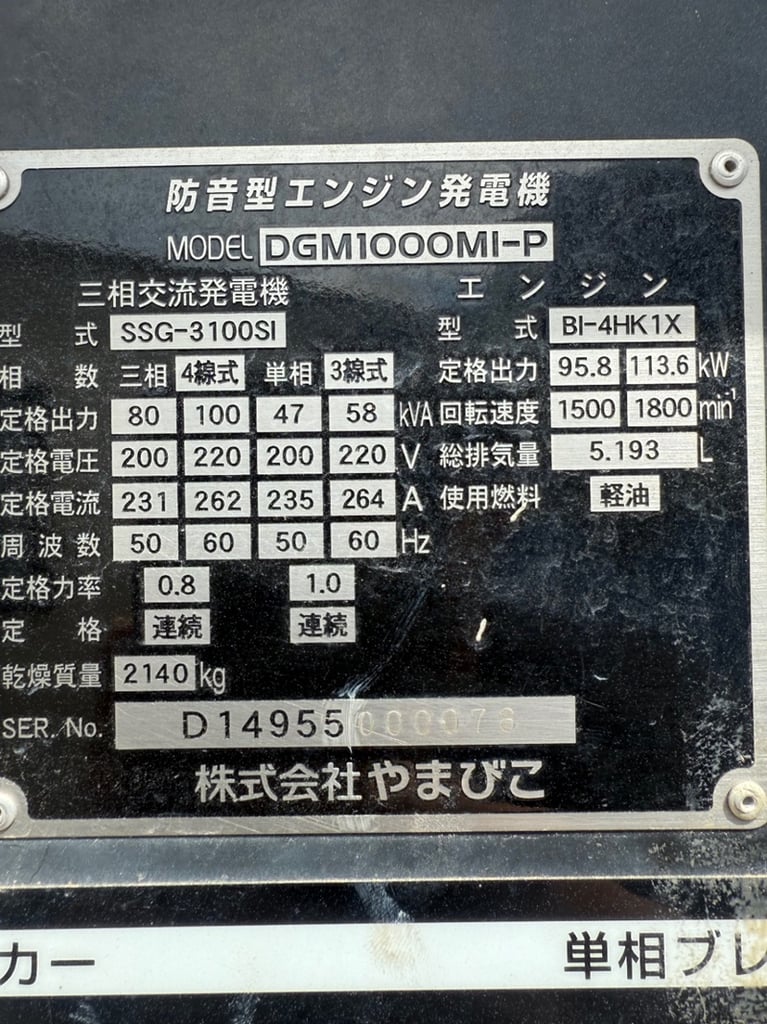 防音型エンジン発電機
MODEL DGM1000MI-P
三相交流発電機
型 式 SSG-3100SI
相 数 三相 4線式 単相 3線式
定格出力 80 100 47 58 kVA
定格電圧 200 220 200 220 V
定格電流 231 262 235 264 A
周波数 50 60 50 60 Hz
定格力率 0.8 1.0
定 格 連続 連続
乾燥質量 2140 kg
エンジン
型 式 BI-4HK1X
定格出力 95.8 113.6 kW
回転速度 1500 1800 min-1
総排気量 5.193 L
使用燃料 軽油
SER. No. D14955000076
株式会社やまびこ
カー
単相ブレ